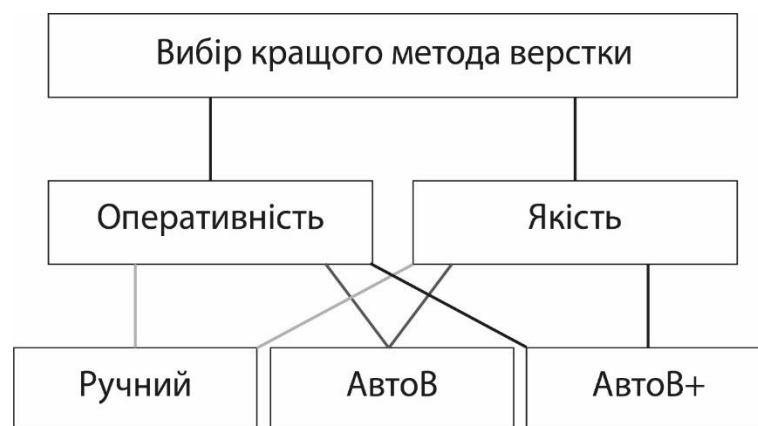 Вибір кращого метода верстки
Оперативність
Якість
Ручний
АвтоВ
АвтоВ+